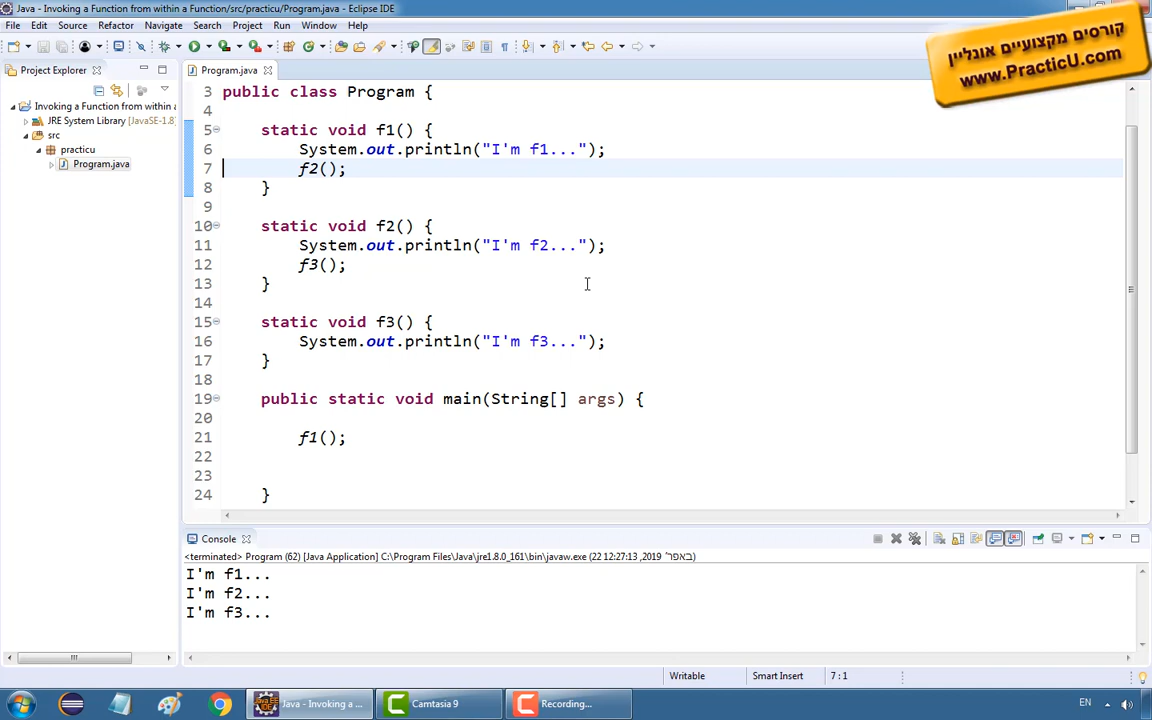 Java - Invoking a Function from within a Function/src/practicu/Program.java - Eclipse IDE
File Edit Source Refactor Navigate Search Project Run Window Help
קורסים מקצועיים אונליין
www.PracticU.com
Project Explorer
Invoking a Function from within
JRE System Library [JavaSE-1.8]
src
practicu
Program.java
Program.java
3 public class Program {
4
5 static void f1() {
6 System.out.println("I'm f1...");
7 f2();
8 }
9
10 static void f2() {
11 System.out.println("I'm f2...");
12 f3();
13 }
14
15 static void f3() {
16 System.out.println("I'm f3...");
17 }
18
19 public static void main(String[] args) {
20
21 f1();
22
23
24 }
Console
<terminated> Program (62) [Java Application] C:\Program Files\Java\jre1.8.0_161\bin\javaw.exe (22 באפר׳ 2019, 12:27:13)
I'm f1...
I'm f2...
I'm f3...
Writable Smart Insert 7 : 1
Java - Invoking a ... Camtasia 9 Recording... EN